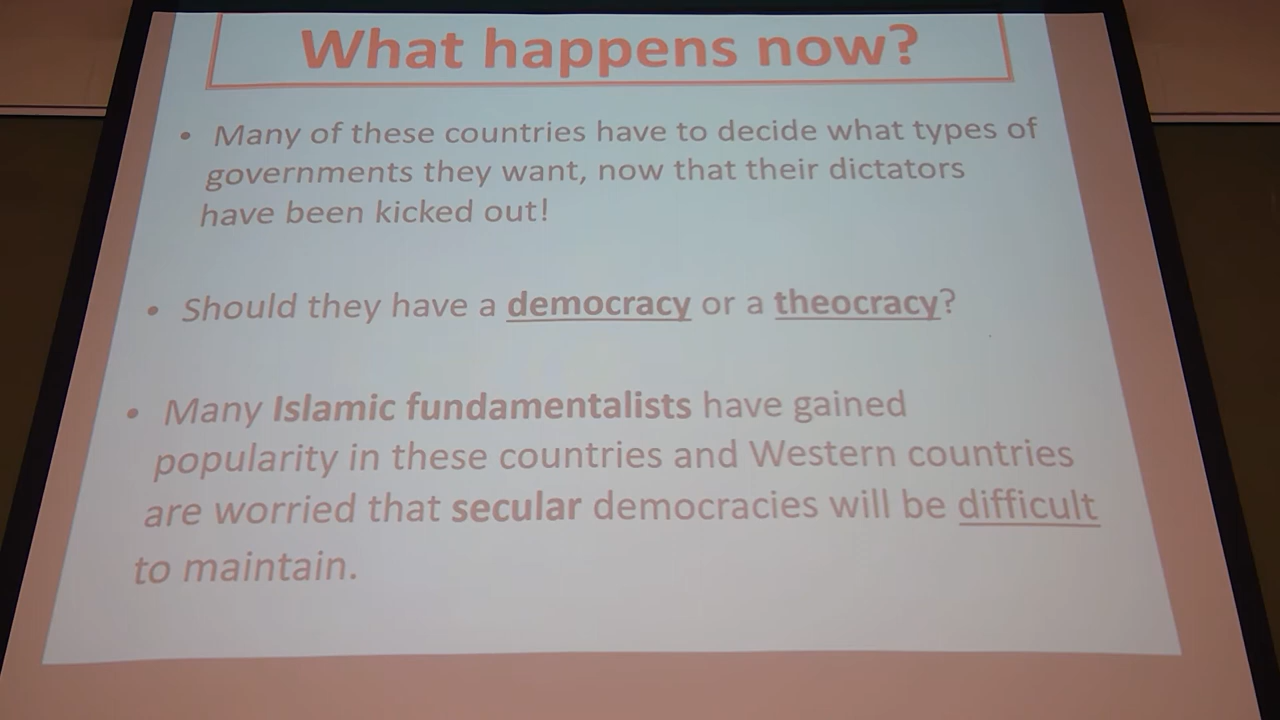 What happens now?
• Many of these countries have to decide what types of
governments they want, now that their dictators
have been kicked out!
• Should they have a democracy or a theocracy?
• Many Islamic fundamentalists have gained
popularity in these countries and Western countries
are worried that secular democracies will be difficult
to maintain.